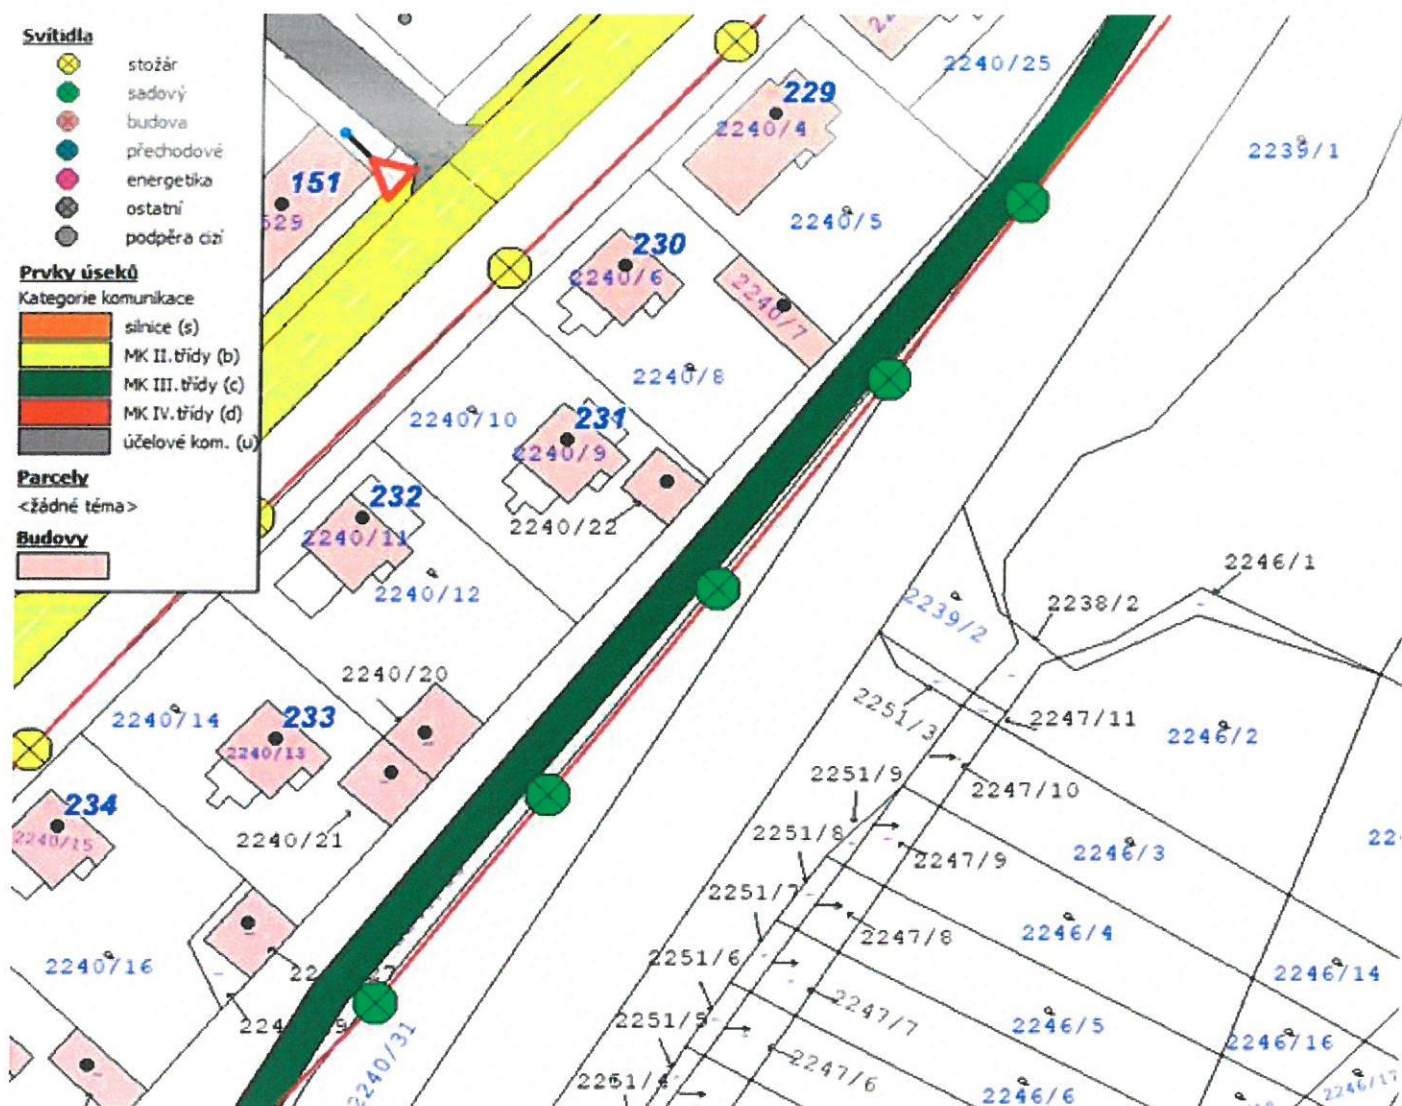 Svítidla
stožár
sadový
budova
přechodové
energetika
ostatní
podpěra cizí
Prvky úseků
Kategorie komunikace
silnice (s)
MK II.třídy (b)
MK III.třídy (c)
MK IV.třídy (d)
účelové kom. (u)
Parcely
<žádné téma>
Budovy
2240/25
229
2240/4
2239/1
151
529
2240/5
230
2240/6
2240/7
2240/8
2240/10
231
2240/9
232
2240/11
2240/22
2240/12
2246/1
2238/2
2239/2
2240/20
2251/3
2247/11
2246/2
2240/14
233
2240/13
2251/9
2247/10
234
2240/15
2240/21
2251/8
2247/9
2246/3
22
2251/7
2247/8
2246/4
2240/16
2251/6
2246/14
2251/5
2247/7
2246/5
2246/16
2240/31
2251/4
2247/6
2246/6
2246/17